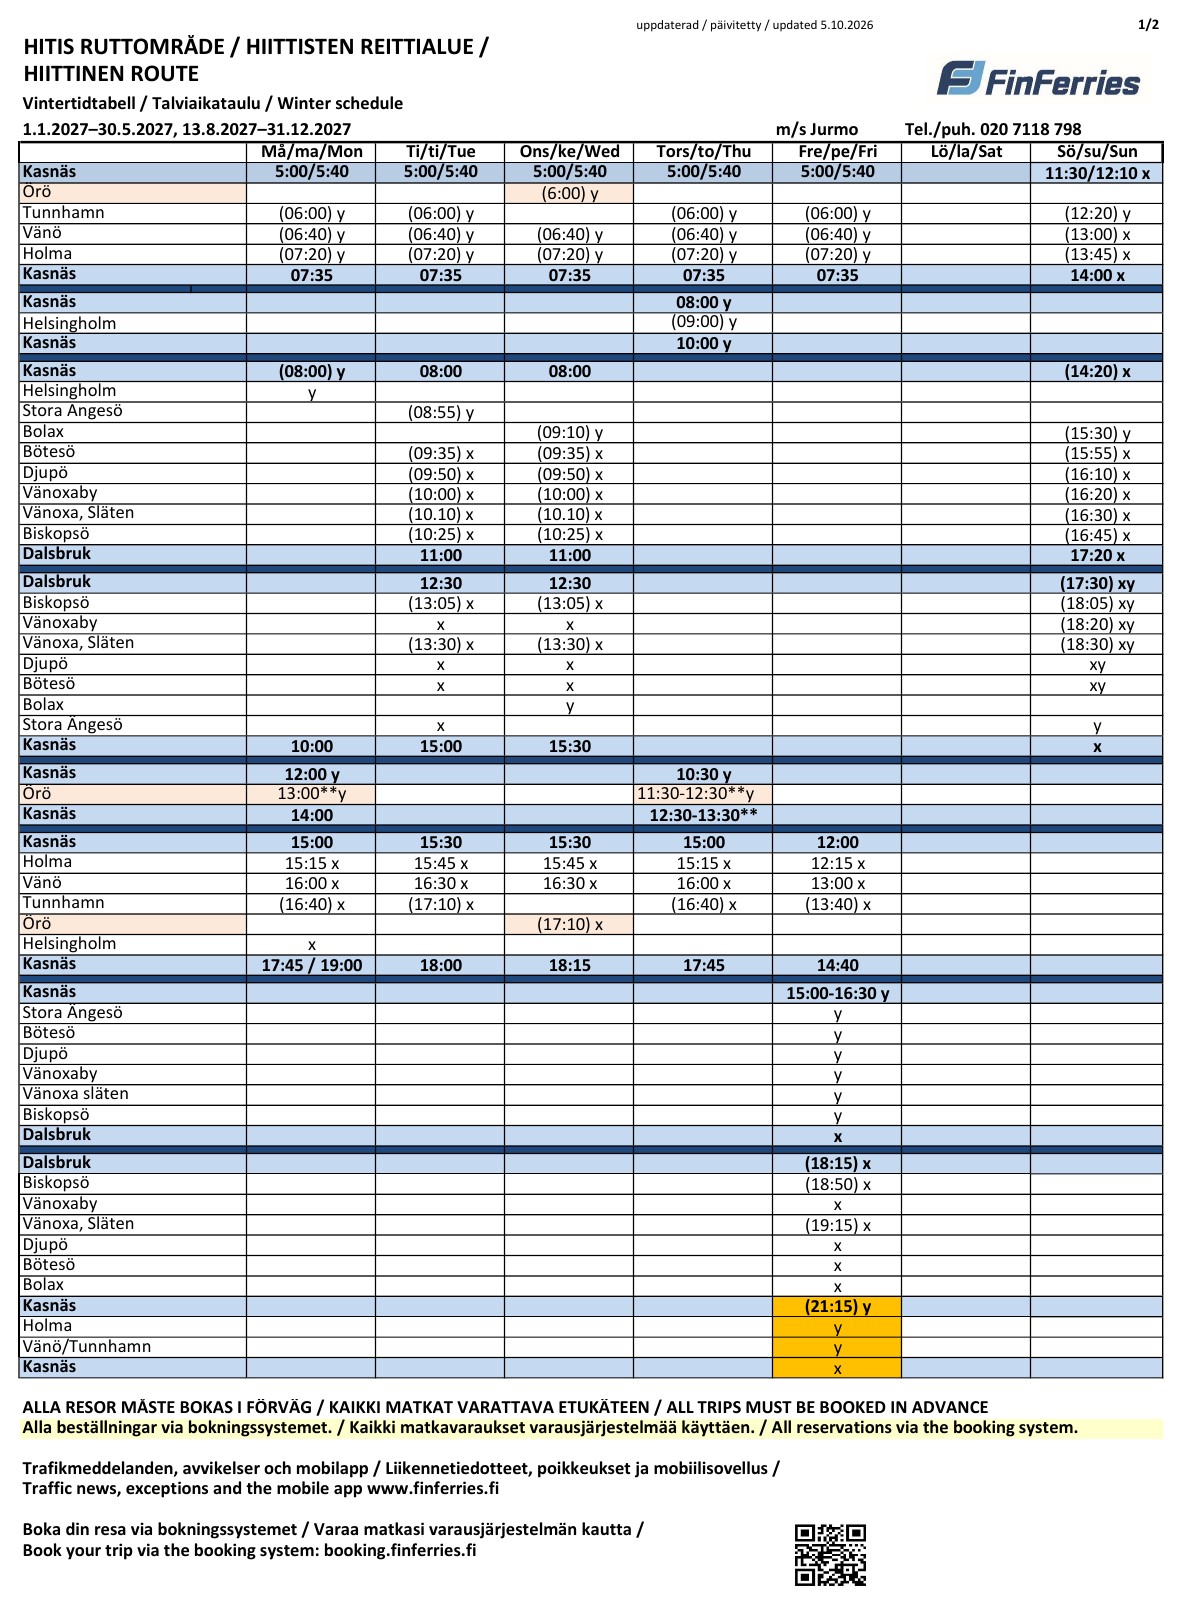 uppdaterad / päivitetty / updated 5.10.2026 1/2
HITIS RUTTOMRÅDE / HIITTISTEN REITTIALUE /
HIITTINEN ROUTE
FinFerries
Vintertidtabell / Talviaikataulu / Winter schedule
1.1.2027–30.5.2027, 13.8.2027–31.12.2027 m/s Jurmo Tel./puh. 020 7118 798
Må/ma/Mon Ti/ti/Tue Ons/ke/Wed Tors/to/Thu Fre/pe/Fri Lö/la/Sat Sö/su/Sun
Kasnäs 5:00/5:40 5:00/5:40 5:00/5:40 5:00/5:40 5:00/5:40 11:30/12:10 x
Örö (6:00) y
Tunnhamn (06:00) y (06:00) y (06:00) y (06:00) y (12:20) y
Vänö (06:40) y (06:40) y (06:40) y (06:40) y (06:40) y (13:00) x
Holma (07:20) y (07:20) y (07:20) y (07:20) y (07:20) y (13:45) x
Kasnäs 07:35 07:35 07:35 07:35 07:35 14:00 x
Kasnäs 08:00 y
Helsingholm (09:00) y
Kasnäs 10:00 y
Kasnäs (08:00) y 08:00 08:00 (14:20) x
Helsingholm y
Stora Ängesö (08:55) y
Bolax (09:10) y (15:30) y
Bötesö (09:35) x (09:35) x (15:55) x
Djupö (09:50) x (09:50) x (16:10) x
Vänoxaby (10:00) x (10:00) x (16:20) x
Vänoxa, Släten (10.10) x (10.10) x (16:30) x
Biskopsö (10:25) x (10:25) x (16:45) x
Dalsbruk 11:00 11:00 17:20 x
Dalsbruk 12:30 12:30 (17:30) xy
Biskopsö (13:05) x (13:05) x (18:05) xy
Vänoxaby x x (18:20) xy
Vänoxa, Släten (13:30) x (13:30) x (18:30) xy
Djupö x x xy
Bötesö x x xy
Bolax y
Stora Ängesö x y
Kasnäs 10:00 15:00 15:30 x
Kasnäs 12:00 y 10:30 y
Örö 13:00**y 11:30-12:30**y
Kasnäs 14:00 12:30-13:30**
Kasnäs 15:00 15:30 15:30 15:00 12:00
Holma 15:15 x 15:45 x 15:45 x 15:15 x 12:15 x
Vänö 16:00 x 16:30 x 16:30 x 16:00 x 13:00 x
Tunnhamn (16:40) x (17:10) x (16:40) x (13:40) x
Örö (17:10) x
Helsingholm x
Kasnäs 17:45 / 19:00 18:00 18:15 17:45 14:40
Kasnäs 15:00-16:30 y
Stora Ängesö y
Bötesö y
Djupö y
Vänoxaby y
Vänoxa släten y
Biskopsö y
Dalsbruk x
Dalsbruk (18:15) x
Biskopsö (18:50) x
Vänoxaby x
Vänoxa, Släten (19:15) x
Djupö x
Bötesö x
Bolax x
Kasnäs (21:15) y
Holma y
Vänö/Tunnhamn y
Kasnäs x
ALLA RESOR MÅSTE BOKAS I FÖRVÄG / KAIKKI MATKAT VARATTAVA ETUKÄTEEN / ALL TRIPS MUST BE BOOKED IN ADVANCE
Alla beställningar via bokningssystemet. / Kaikki matkavaraukset varausjärjestelmää käyttäen. / All reservations via the booking system.
Trafikmeddelanden, avvikelser och mobilapp / Liikennetiedotteet, poikkeukset ja mobiilisovellus /
Traffic news, exceptions and the mobile app www.finferries.fi
Boka din resa via bokningssystemet / Varaa matkasi varausjärjestelmän kautta /
Book your trip via the booking system: booking.finferries.fi